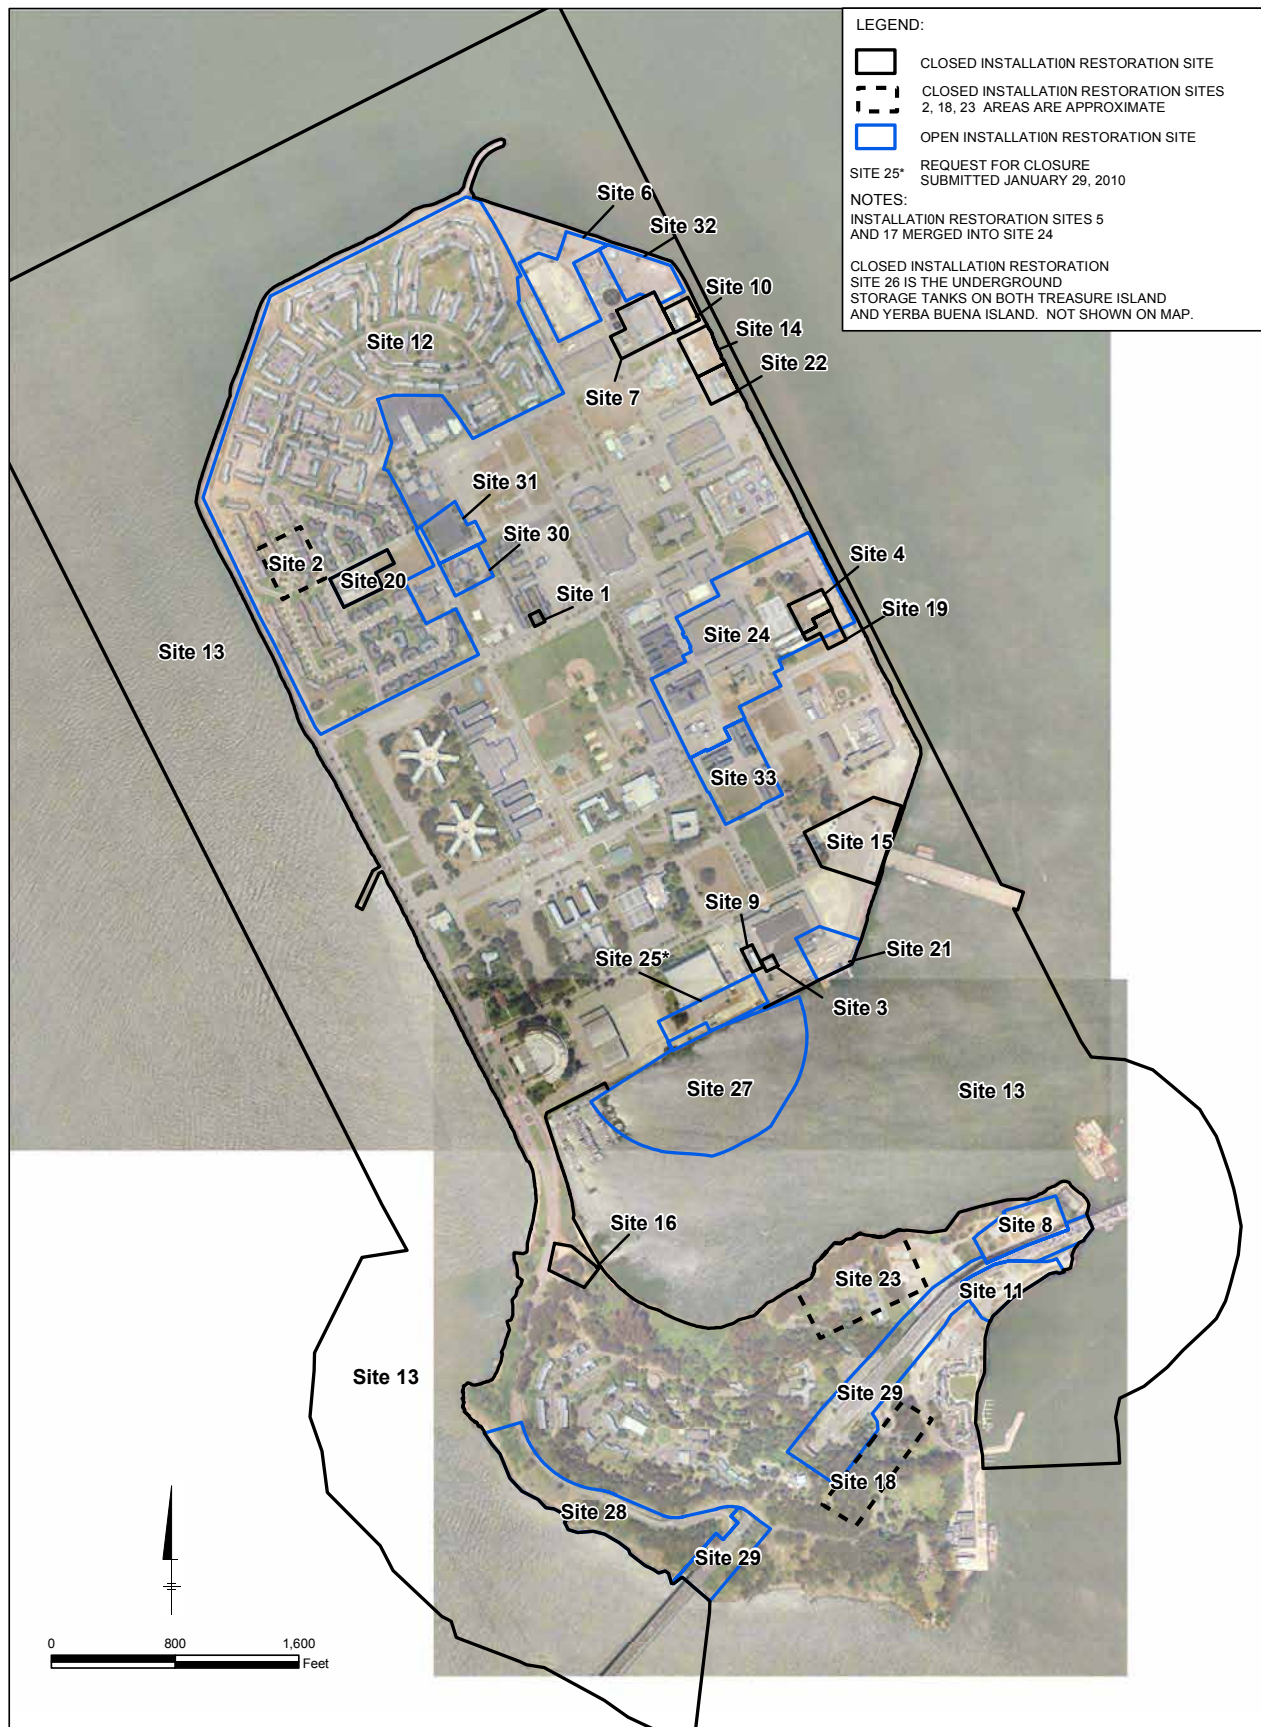 LEGEND:
CLOSED INSTALLATI0N RESTORATION SITE
CLOSED INSTALLATI0N RESTORATION SITES
2, 18, 23 AREAS ARE APPROXIMATE
OPEN INSTALLATI0N RESTORATION SITE
SITE 25*
REQUEST FOR CLOSURE
SUBMITTED JANUARY 29, 2010
NOTES:
INSTALLATI0N RESTORATION SITES 5
AND 17 MERGED INTO SITE 24
CLOSED INSTALLATI0N RESTORATION
SITE 26 IS THE UNDERGROUND
STORAGE TANKS ON BOTH TREASURE ISLAND
AND YERBA BUENA ISLAND. NOT SHOWN ON MAP.
Site 6
Site 32
Site 10
Site 14
Site 12
Site 22
Site 7
Site 31
Site 30
Site 4
Site 2
Site 20
Site 1
Site 19
Site 24
Site 13
Site 33
Site 15
Site 9
Site 25*
Site 21
Site 3
Site 27
Site 13
Site 16
Site 8
Site 23
Site 11
Site 13
Site 29
Site 18
Site 28
Site 29
0 800 1,600
Feet